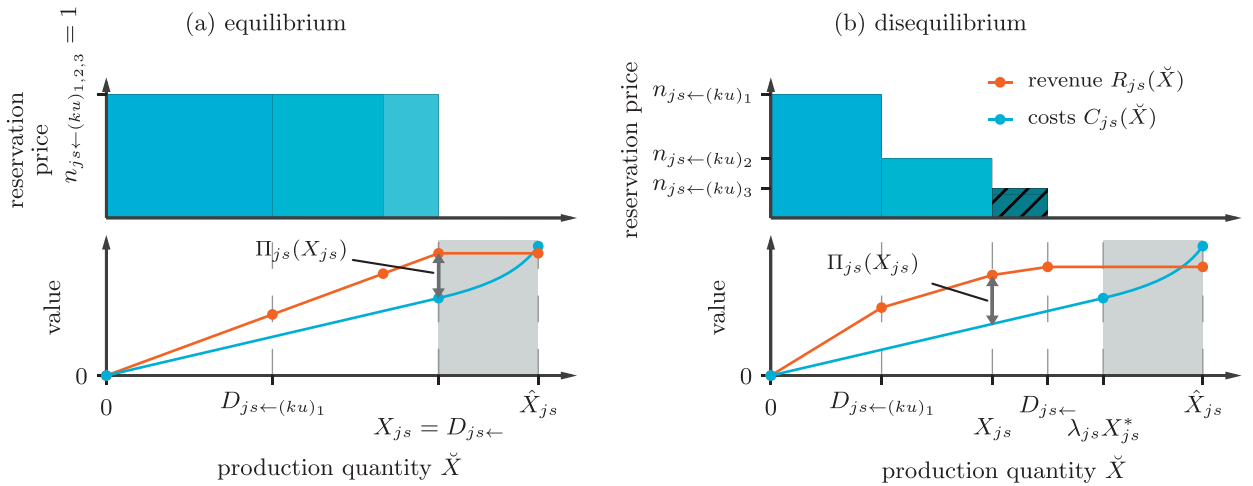 (a) equilibrium
reservation
price
n_{js←(ku)_{1,2,3}} = 1
Π_{js}(X_{js})
value
0
0
D_{js←(ku)_1}
X̂_{js}
X_{js} = D_{js←}
production quantity X̆
(b) disequilibrium
revenue R_{js}(X̆)
costs C_{js}(X̆)
reservation price
n_{js←(ku)_1}
n_{js←(ku)_2}
n_{js←(ku)_3}
Π_{js}(X_{js})
value
0
0
D_{js←(ku)_1}
D_{js←}
X̂_{js}
X_{js}
λ_{js}X*_{js}
production quantity X̆